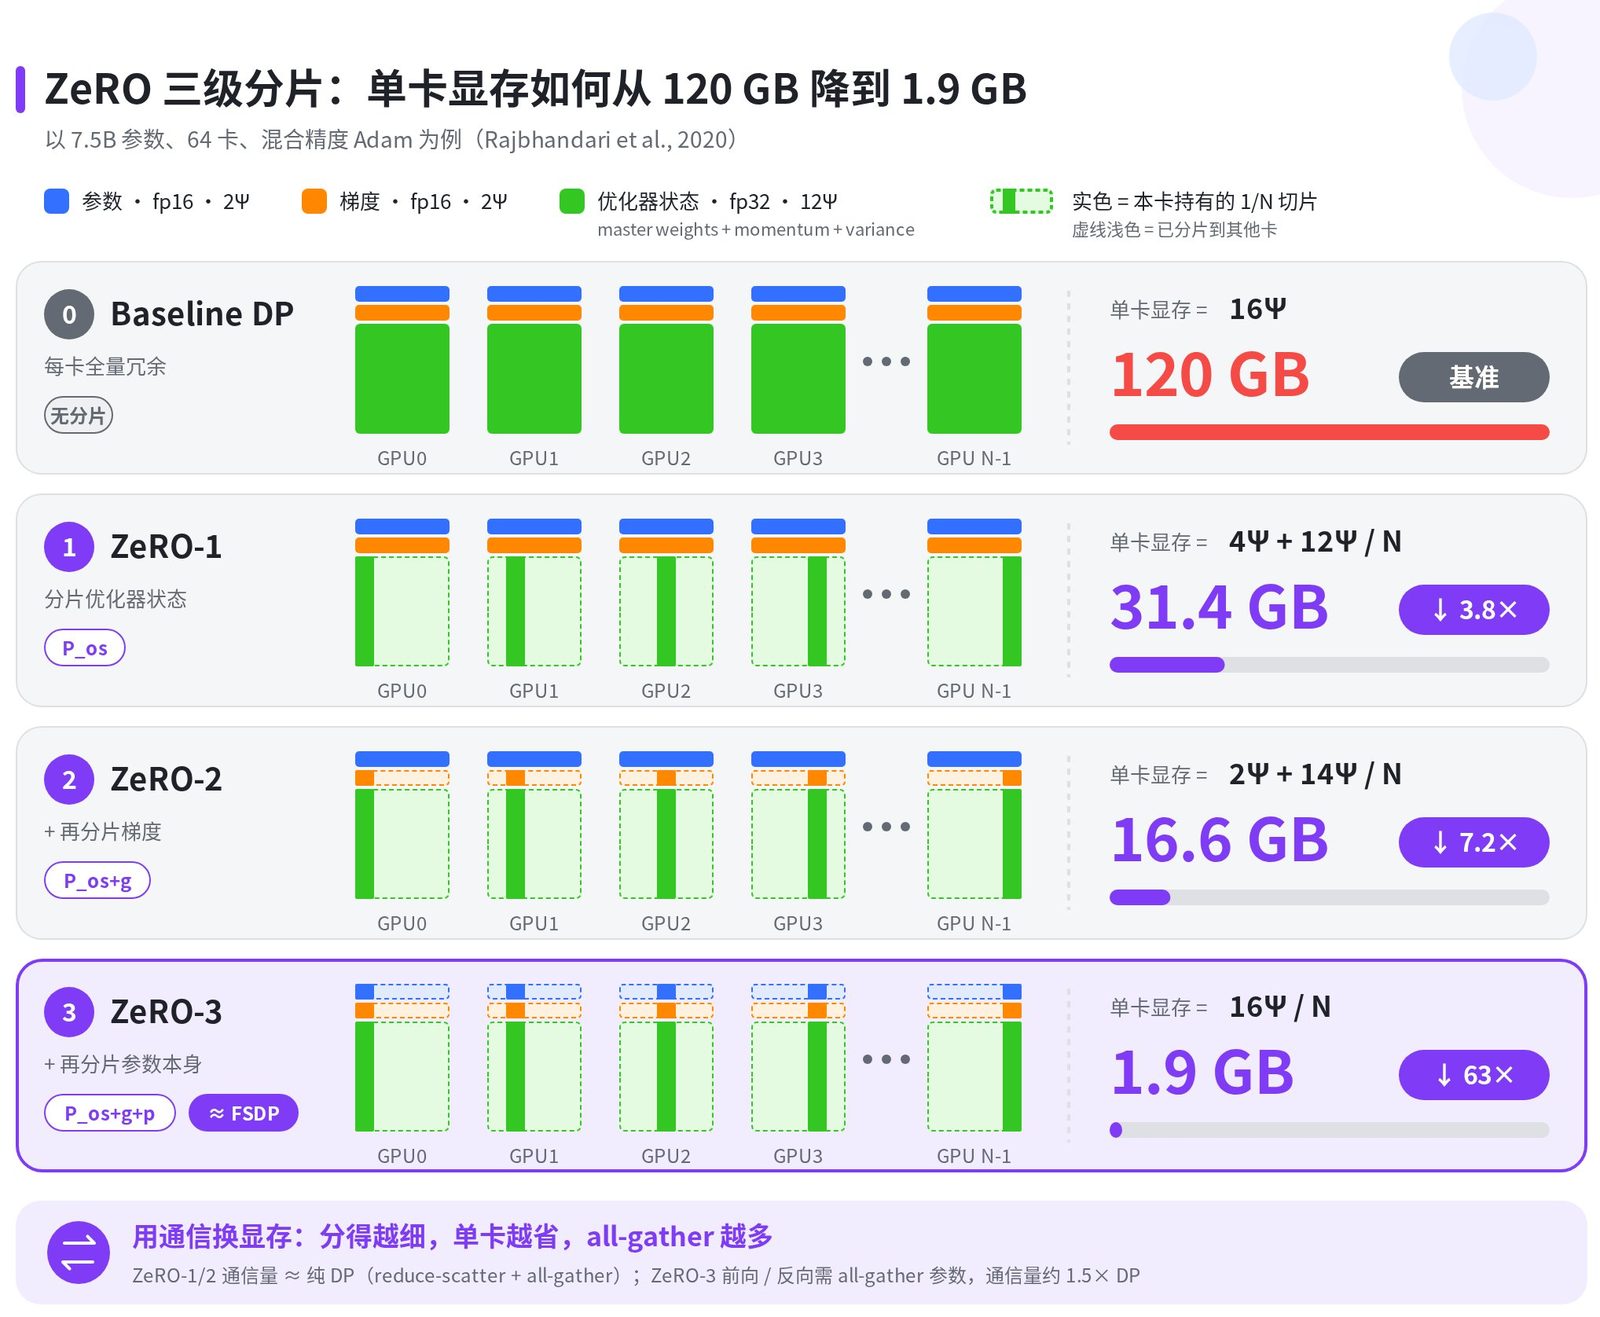 ZeRO 三级分片：单卡显存如何从 120 GB 降到 1.9 GB
以 7.5B 参数、64 卡、混合精度 Adam 为例（Rajbhandari et al., 2020）
参数 · fp16 · 2Ψ
梯度 · fp16 · 2Ψ
优化器状态 · fp32 · 12Ψ
master weights + momentum + variance
实色 = 本卡持有的 1/N 切片
虚线浅色 = 已分片到其他卡
0 Baseline DP
每卡全量冗余
无分片
GPU0 GPU1 GPU2 GPU3 GPU N-1
单卡显存 = 16Ψ
120 GB 基准
1 ZeRO-1
分片优化器状态
P_os
GPU0 GPU1 GPU2 GPU3 GPU N-1
单卡显存 = 4Ψ + 12Ψ / N
31.4 GB ↓ 3.8×
2 ZeRO-2
+ 再分片梯度
P_os+g
GPU0 GPU1 GPU2 GPU3 GPU N-1
单卡显存 = 2Ψ + 14Ψ / N
16.6 GB ↓ 7.2×
3 ZeRO-3
+ 再分片参数本身
P_os+g+p ≈ FSDP
GPU0 GPU1 GPU2 GPU3 GPU N-1
单卡显存 = 16Ψ / N
1.9 GB ↓ 63×
用通信换显存：分得越细，单卡越省，all-gather 越多
ZeRO-1/2 通信量 ≈ 纯 DP（reduce-scatter + all-gather）；ZeRO-3 前向 / 反向需 all-gather 参数，通信量约 1.5× DP